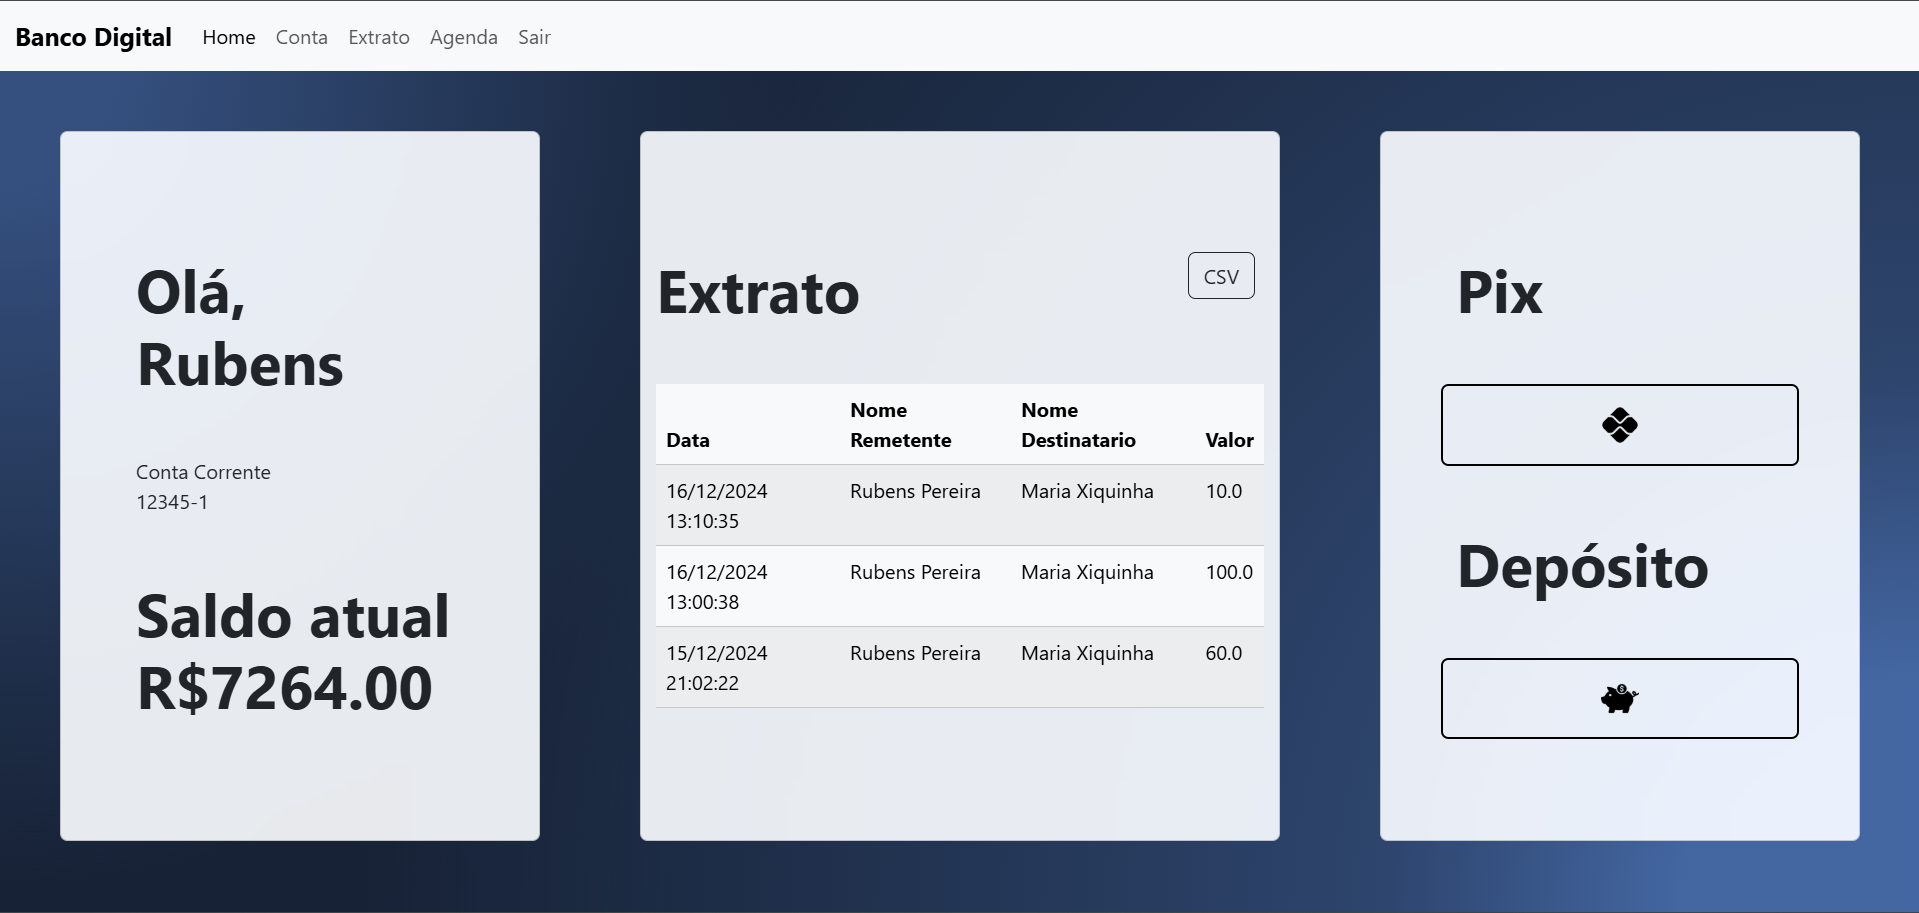 Banco Digital Home Conta Extrato Agenda Sair
Olá,
Rubens
Conta Corrente
12345-1
Saldo atual
R$7264.00
Extrato
CSV
Data Nome Remetente Nome Destinatario Valor
16/12/2024 13:10:35 Rubens Pereira Maria Xiquinha 10.0
16/12/2024 13:00:38 Rubens Pereira Maria Xiquinha 100.0
15/12/2024 21:02:22 Rubens Pereira Maria Xiquinha 60.0
Pix
Depósito